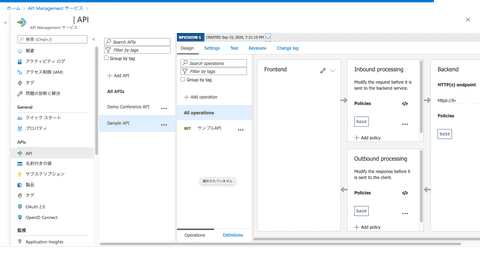 ホーム > API Management サービス >
| API
API Management サービス
検索 (Cmd+/)
概要
アクティビティ ログ
アクセス制御 (IAM)
タグ
問題の診断と解決
General
クイック スタート
プロパティ
APIs
API
名前付きの値
サブスクリプション
製品
タグ
OAuth 2.0
OpenID Connect
監視
Application Insights
Search APIs
Filter by tags
Group by tag
+ Add API
All APIs
Demo Conference API
Sample API
REVISION 1
CREATED Sep 19, 2020, 7:21:10 PM
Design
Settings
Test
Revisions
Change log
Search operations
Filter by tags
Group by tag
+ Add operation
All operations
GET
サンプルAPI
選択されていません
Operations
Definitions
Frontend
Inbound processing
Modify the request before it
is sent to the backend service.
Policies
</>
base
+ Add policy
Outbound processing
Modify the response before it
is sent to the client.
Policies
</>
base
+ Add policy
Backend
HTTP(s) endpoint
Policies
base